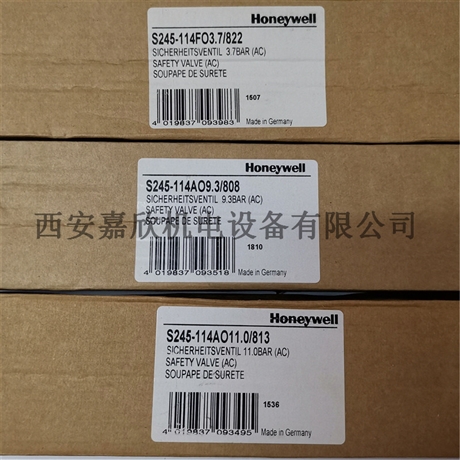 Honeywell
S245-114FO3.7/822
SICHERHEITSVENTIL 3.7BAR (AC)
SAFETY VALVE (AC)
SOUPAPE DE SURETE
1507
4 019837 093983
Made in Germany
Honeywell
S245-114AO9.3/808
SICHERHEITSVENTIL 9.3BAR (AC)
SAFETY VALVE (AC)
SOUPAPE DE SURETE
西安嘉欣机电设备有限公司
1810
4 019837 093518
Made in Germany
Honeywell
S245-114AO11.0/813
SICHERHEITSVENTIL 11.0BAR (AC)
SAFETY VALVE (AC)
SOUPAPE DE SURETE
1536
4 019837 093495
Made in Germany